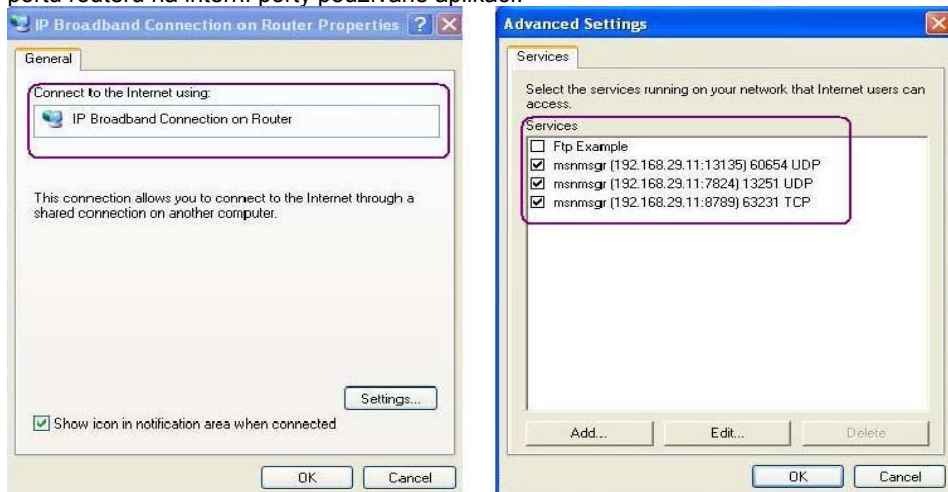 portů routeru na interní porty používané aplikací.
IP Broadband Connection on Router Properties
General
Connect to the Internet using:
IP Broadband Connection on Router
This connection allows you to connect to the Internet through a
shared connection on another computer.
Settings...
Show icon in notification area when connected
OK
Cancel
Advanced Settings
Services
Select the services running on your network that Internet users can
access.
Services
Ftp Example
msnmsgr (192.168.29.11:13135) 60654 UDP
msnmsgr (192.168.29.11:7824) 13251 UDP
msnmsgr (192.168.29.11:8789) 63231 TCP
Add...
Edit...
Delete
OK
Cancel